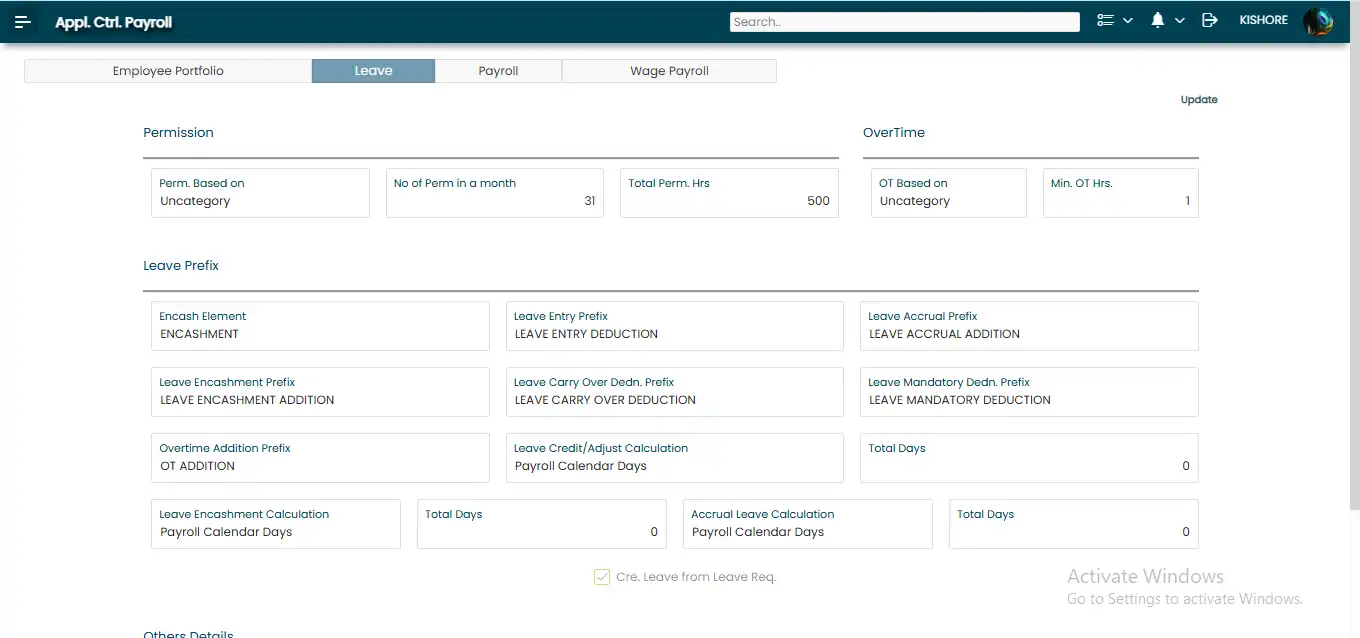 Appl. Ctrl. Payroll
Search..
KISHORE
Employee Portfolio
Leave
Payroll
Wage Payroll
Update
Permission
OverTime
Perm. Based on
Uncategory
No of Perm in a month
31
Total Perm. Hrs
500
OT Based on
Uncategory
Min. OT Hrs.
1
Leave Prefix
Encash Element
ENCASHMENT
Leave Entry Prefix
LEAVE ENTRY DEDUCTION
Leave Accrual Prefix
LEAVE ACCRUAL ADDITION
Leave Encashment Prefix
LEAVE ENCASHMENT ADDITION
Leave Carry Over Dedn. Prefix
LEAVE CARRY OVER DEDUCTION
Leave Mandatory Dedn. Prefix
LEAVE MANDATORY DEDUCTION
Overtime Addition Prefix
OT ADDITION
Leave Credit/Adjust Calculation
Payroll Calendar Days
Total Days
0
Leave Encashment Calculation
Payroll Calendar Days
Total Days
0
Accrual Leave Calculation
Payroll Calendar Days
Total Days
0
Cre. Leave from Leave Req.
Activate Windows
Go to Settings to activate Windows.
Others Details